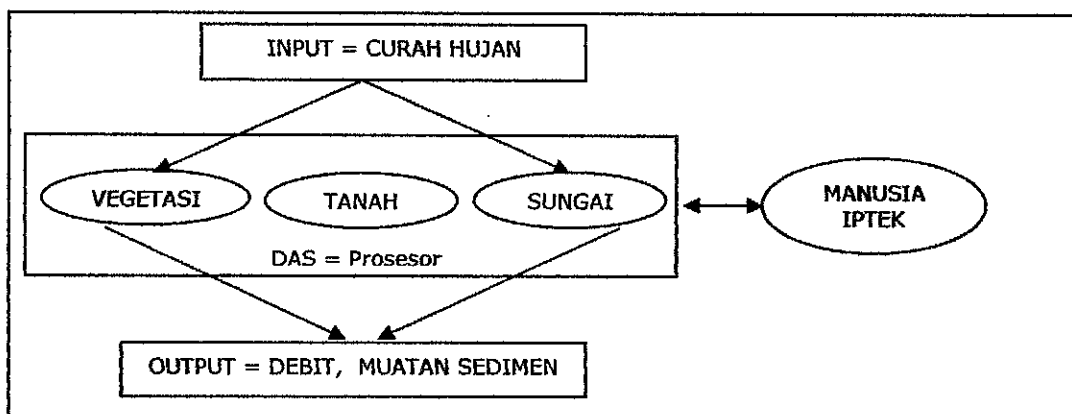 INPUT = CURAH HUJAN
VEGETASI
TANAH
SUNGAI
MANUSIA
IPTEK
DAS = Prosesor
OUTPUT = DEBIT, MUATAN SEDIMEN